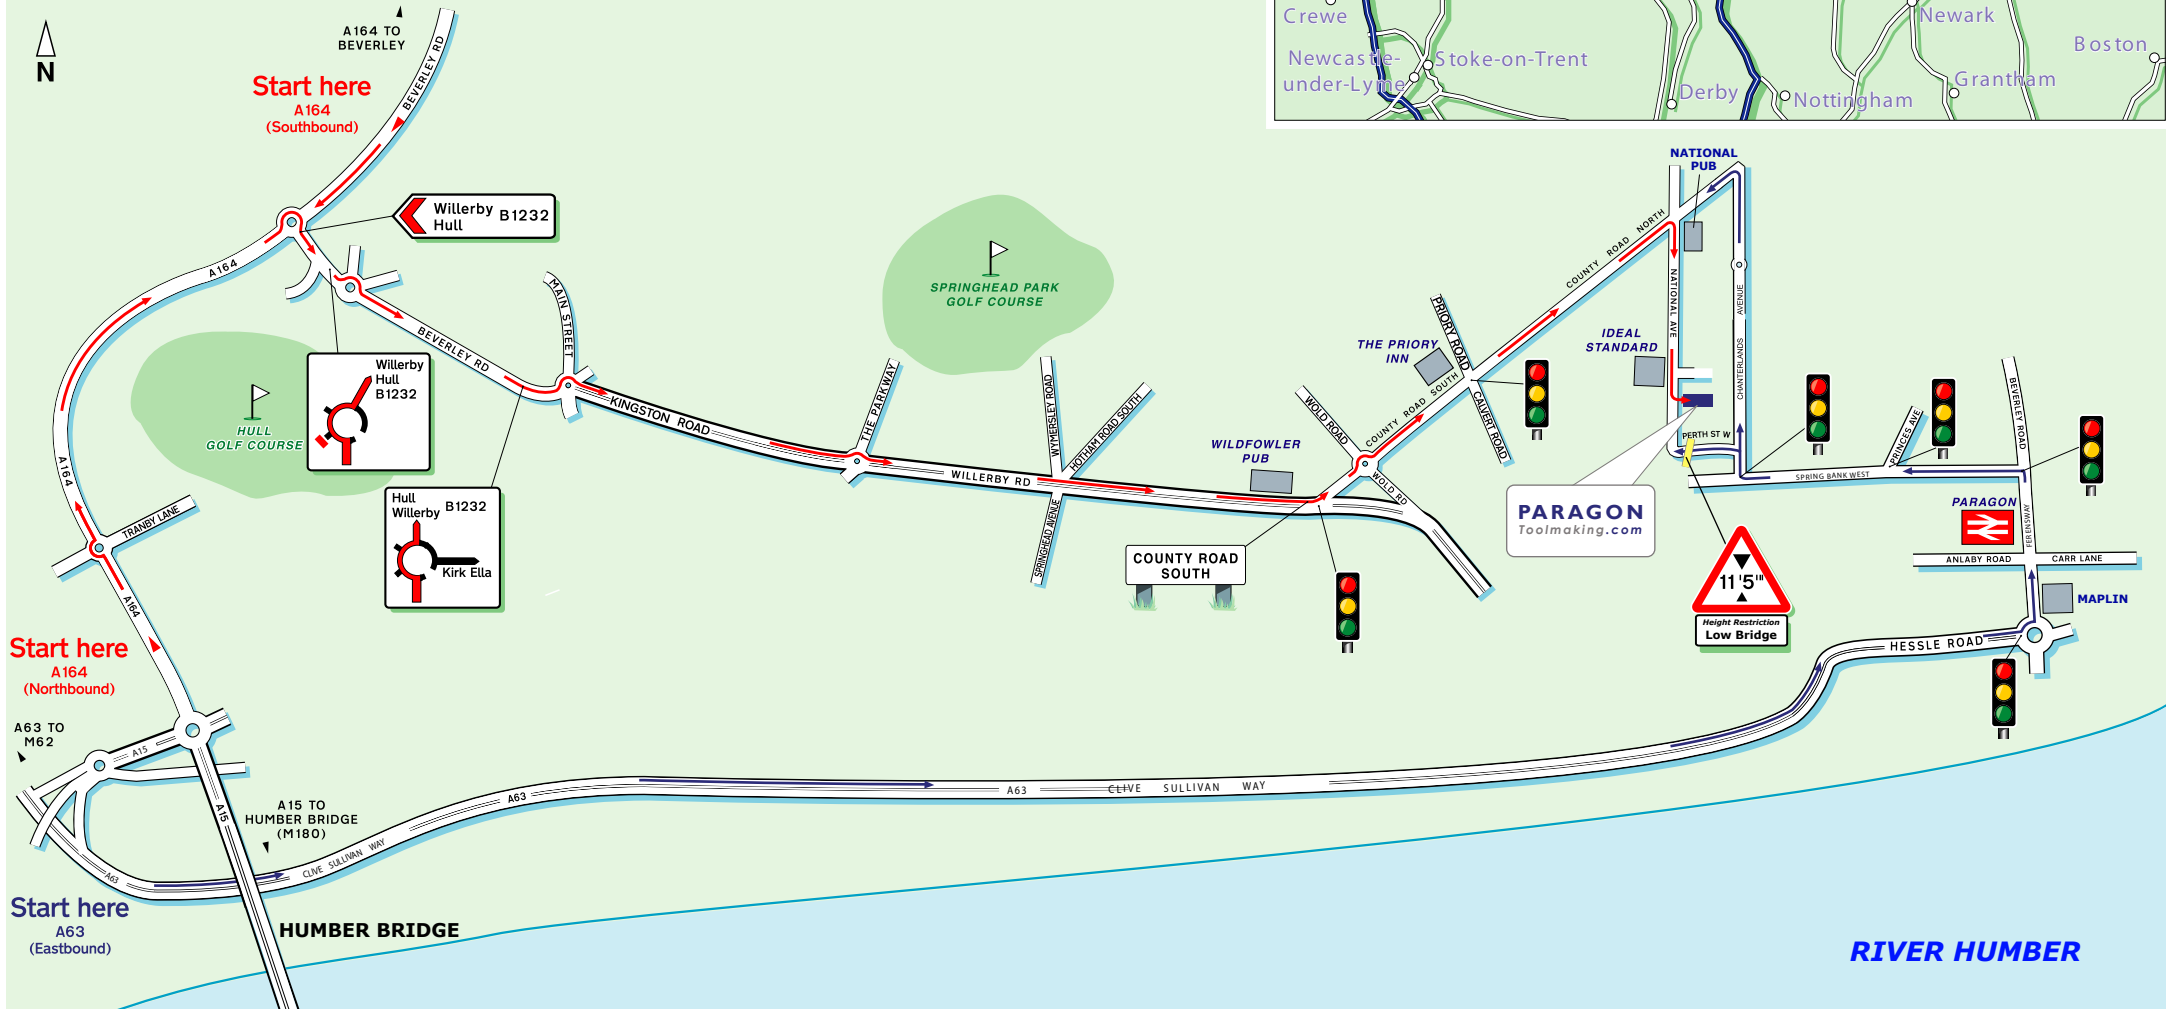 A164 TO
BEVERLEY
N
Start here
A164
(Southbound)
BEVERLEY RD
Crewe
Newcastle-
under-Lyme
Stoke-on-Trent
Derby
Nottingham
Newark
Grantham
Boston
Willerby
Hull
B1232
A164
Willerby
Hull
B1232
HULL
GOLF COURSE
BEVERLEY RD
MAIN STREET
Hull
Willerby
B1232
Kirk Ella
KINGSTON ROAD
SPRINGHEAD PARK
GOLF COURSE
THE PARKWAY
WILLERBY RD
WYMERSLEY ROAD
HOTHAM ROAD SOUTH
SPRINGHEAD AVENUE
WILDFOWLER
PUB
COUNTY ROAD
SOUTH
WOLD ROAD
WOLD RD
COUNTY ROAD SOUTH
THE PRIORY
INN
PRIORY ROAD
CALVERT ROAD
COUNTY ROAD NORTH
NATIONAL
PUB
NATIONAL AVE
IDEAL
STANDARD
CHANTERLANDS AVENUE
PERTH ST W
PARAGON
Toolmaking.com
SPRING BANK WEST
PRINCES AVE
BEVERLEY ROAD
PARAGON
FERENSWAY
ANLABY ROAD
CARR LANE
MAPLIN
11'5"
Height Restriction
Low Bridge
HESSLE ROAD
A164
TRANBY LANE
A164
Start here
A164
(Northbound)
A63 TO
M62
A15
A15
A15 TO
HUMBER BRIDGE
(M180)
A63
CLIVE SULLIVAN WAY
A63
A63
CLIVE SULLIVAN WAY
Start here
A63
(Eastbound)
HUMBER BRIDGE
RIVER HUMBER